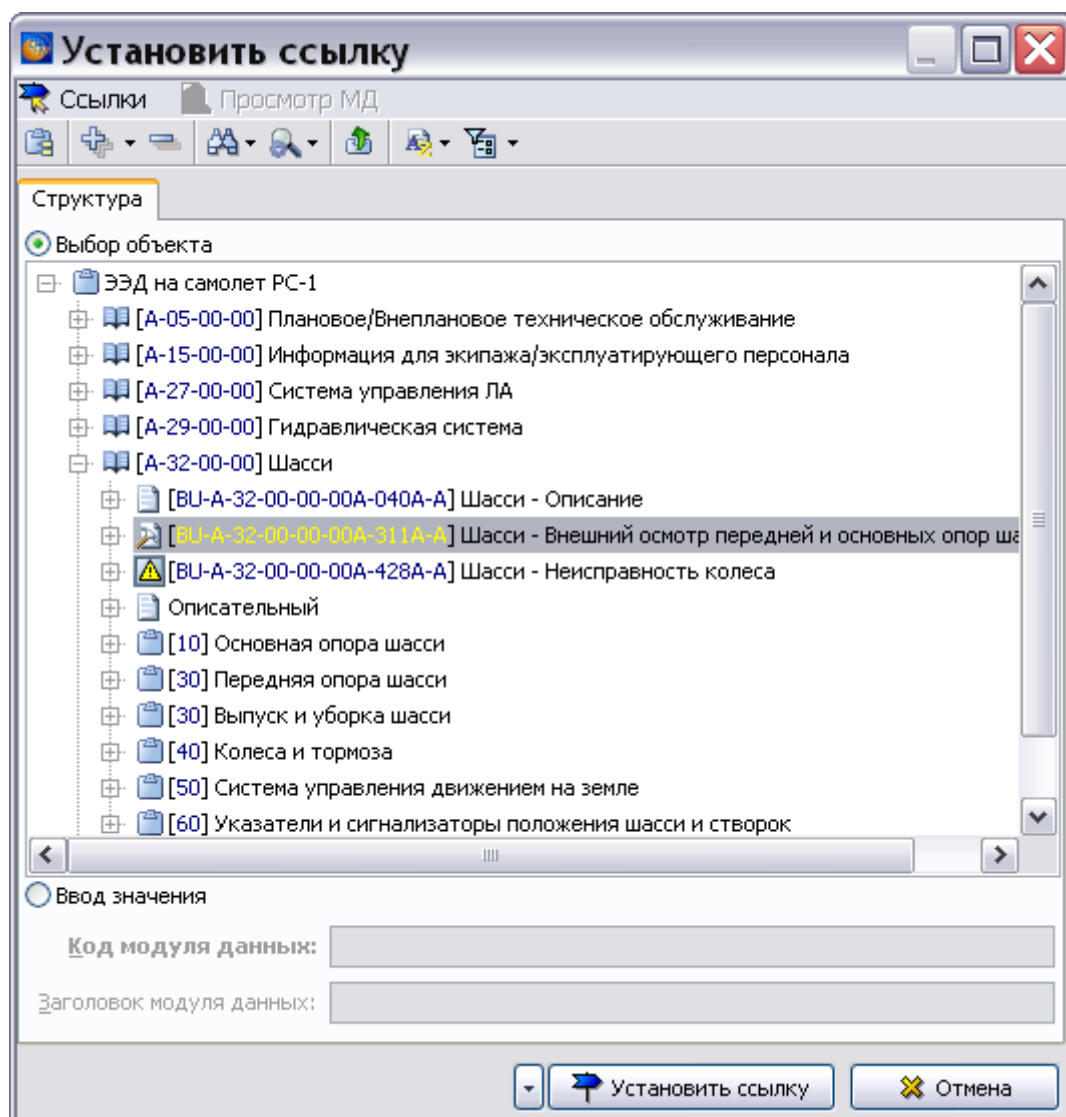 Установить ссылку
Ссылки Просмотр МД
Структура
Выбор объекта
ЭЭД на самолет РС-1
[A-05-00-00] Плановое/Внеплановое техническое обслуживание
[A-15-00-00] Информация для экипажа/эксплуатирующего персонала
[A-27-00-00] Система управления ЛА
[A-29-00-00] Гидравлическая система
[A-32-00-00] Шасси
[BU-A-32-00-00-00A-040A-A] Шасси - Описание
[BU-A-32-00-00-00A-311A-A] Шасси - Внешний осмотр передней и основных опор ша
[BU-A-32-00-00-00A-428A-A] Шасси - Неисправность колеса
Описательный
[10] Основная опора шасси
[30] Передняя опора шасси
[30] Выпуск и уборка шасси
[40] Колеса и тормоза
[50] Система управления движением на земле
[60] Указатели и сигнализаторы положения шасси и створок
Ввод значения
Код модуля данных:
Заголовок модуля данных:
Установить ссылку Отмена